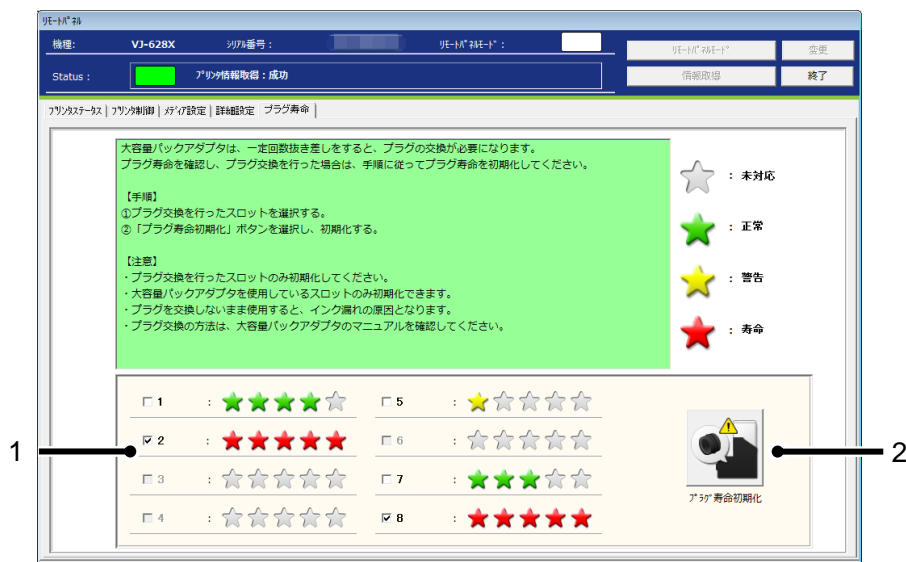 リモートパネル
機種:
VJ-628X
シリアル番号:
リモートパネルモード:
リモートパネルモード
変更
Status :
プリンタ情報取得:成功
情報取得
終了
プリンタステータス
プリンタ制御
メディア設定
詳細設定
プラグ寿命
大容量パックアダプタは、一定回数抜き差しをすると、プラグの交換が必要になります。
プラグ寿命を確認し、プラグ交換を行った場合は、手順に従ってプラグ寿命を初期化してください。
【手順】
①プラグ交換を行ったスロットを選択する。
②「プラグ寿命初期化」ボタンを選択し、初期化する。
【注意】
・プラグ交換を行ったスロットのみ初期化してください。
・大容量パックアダプタを使用しているスロットのみ初期化できます。
・プラグを交換しないまま使用すると、インク漏れの原因となります。
・プラグ交換の方法は、大容量パックアダプタのマニュアルを確認してください。
: 未対応
: 正常
: 警告
: 寿命
1 :
5 :
2 :
6 :
3 :
7 :
4 :
8 :
プラグ寿命初期化
1
2